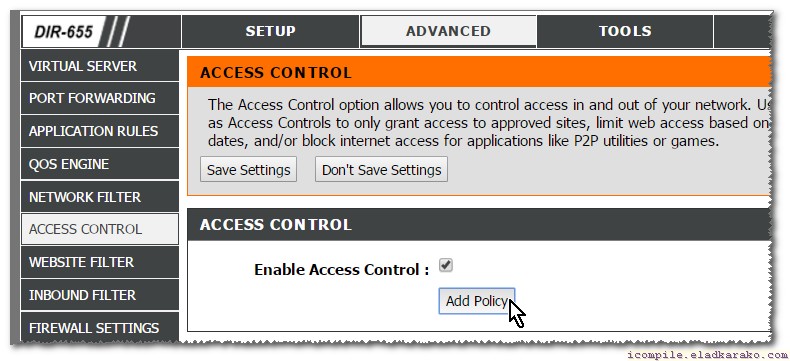 DIR-655
SETUP
ADVANCED
TOOLS
VIRTUAL SERVER
PORT FORWARDING
APPLICATION RULES
QOS ENGINE
NETWORK FILTER
ACCESS CONTROL
WEBSITE FILTER
INBOUND FILTER
FIREWALL SETTINGS
ACCESS CONTROL
The Access Control option allows you to control access in and out of your network. Us
as Access Controls to only grant access to approved sites, limit web access based on
dates, and/or block internet access for applications like P2P utilities or games.
Save Settings
Don't Save Settings
ACCESS CONTROL
Enable Access Control :
Add Policy
icompile.eladkarako.com